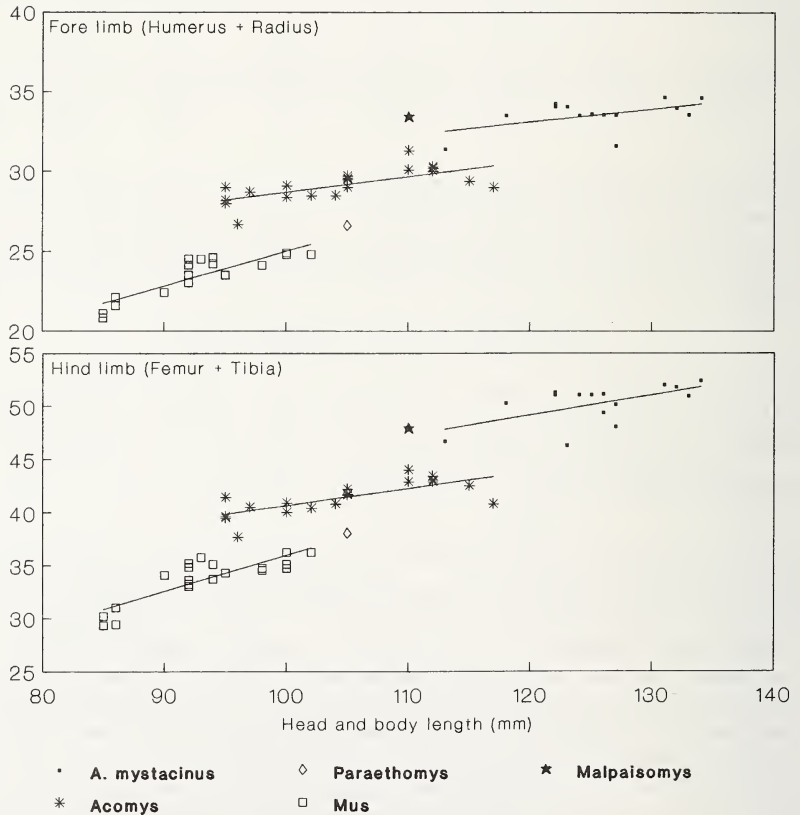 40
Fore limb (Humerus + Radius)
35
30
25
20
55
Hind limb (Femur + Tibia)
50
45
40
35
30
25
80 90 100 110 120 130 140
Head and body length (mm)
A. mystacinus Paraethomys Malpaisomys
Acomys Mus